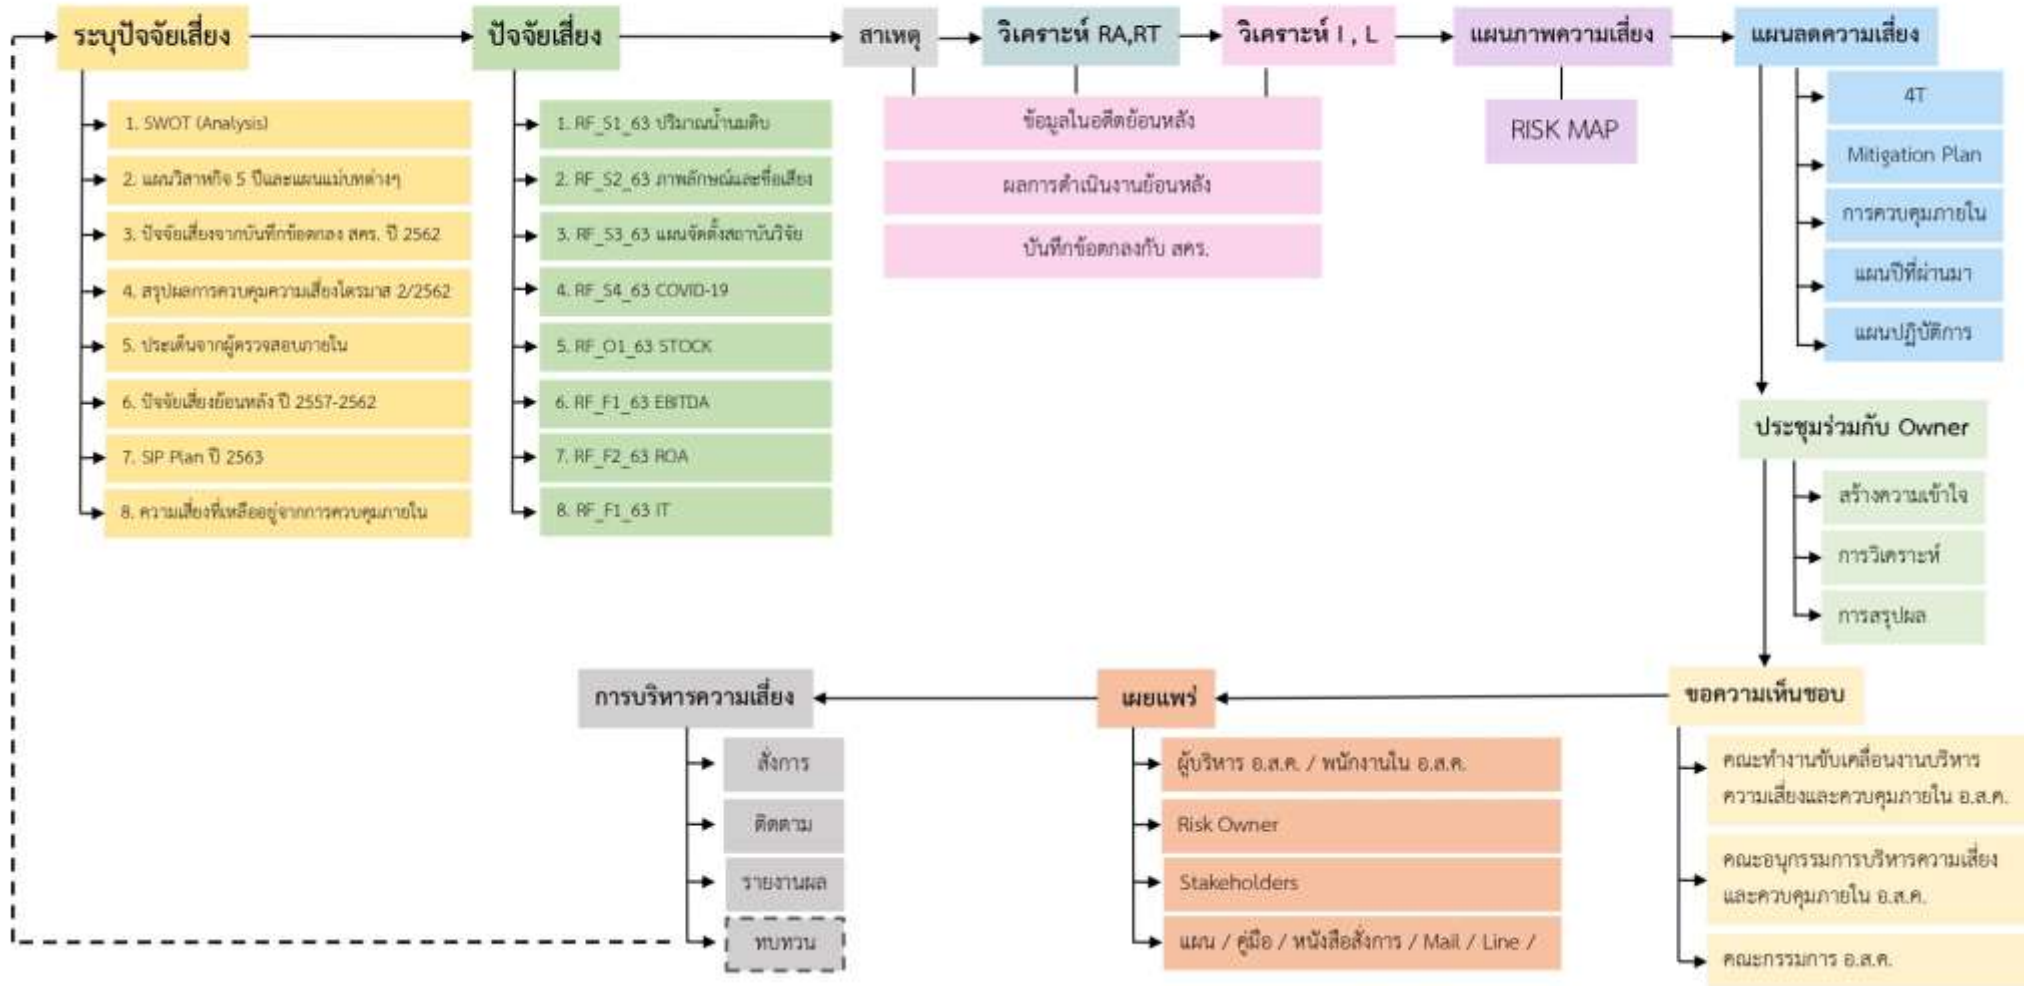 ระบุปัจจัยเสี่ยง
ปัจจัยเสี่ยง
สาเหตุ
วิเคราะห์ RA,RT
วิเคราะห์ I , L
แผนภาพความเสี่ยง
แผนลดความเสี่ยง
1. SWOT (Analysis)
2. แผนวิสาหกิจ 5 ปีและแผนแม่บทต่างๆ
3. ปัจจัยเสี่ยงจากบันทึกข้อตกลง สคร. ปี 2562
4. สรุปผลการควบคุมความเสี่ยงไตรมาส 2/2562
5. ประเด็นจากผู้ตรวจสอบภายใน
6. ปัจจัยเสี่ยงย้อนหลัง ปี 2557-2562
7. SIP Plan ปี 2563
8. ความเสี่ยงที่เหลืออยู่จากการควบคุมภายใน
1. RF_S1_63 ปริมาณน้ำนมดิบ
2. RF_S2_63 ภาพลักษณ์และชื่อเสียง
3. RF_S3_63 แผนจัดตั้งสถาบันวิจัย
4. RF_S4_63 COVID-19
5. RF_O1_63 STOCK
6. RF_F1_63 EBITDA
7. RF_F2_63 ROA
8. RF_F1_63 IT
ข้อมูลในอดีตย้อนหลัง
ผลการดำเนินงานย้อนหลัง
บันทึกข้อตกลงกับ สคร.
RISK MAP
4T
Mitigation Plan
การควบคุมภายใน
แผนปีที่ผ่านมา
แผนปฏิบัติการ
ประชุมร่วมกับ Owner
สร้างความเข้าใจ
การวิเคราะห์
การสรุปผล
ขอความเห็นชอบ
คณะทำงานขับเคลื่อนงานบริหาร
ความเสี่ยงและควบคุมภายใน อ.ส.ค.
คณะอนุกรรมการบริหารความเสี่ยง
และควบคุมภายใน อ.ส.ค.
คณะกรรมการ อ.ส.ค.
เผยแพร่
ผู้บริหาร อ.ส.ค. / พนักงานใน อ.ส.ค.
Risk Owner
Stakeholders
แผน / คู่มือ / หนังสือสั่งการ / Mail / Line /
การบริหารความเสี่ยง
สั่งการ
ติดตาม
รายงานผล
ทบทวน